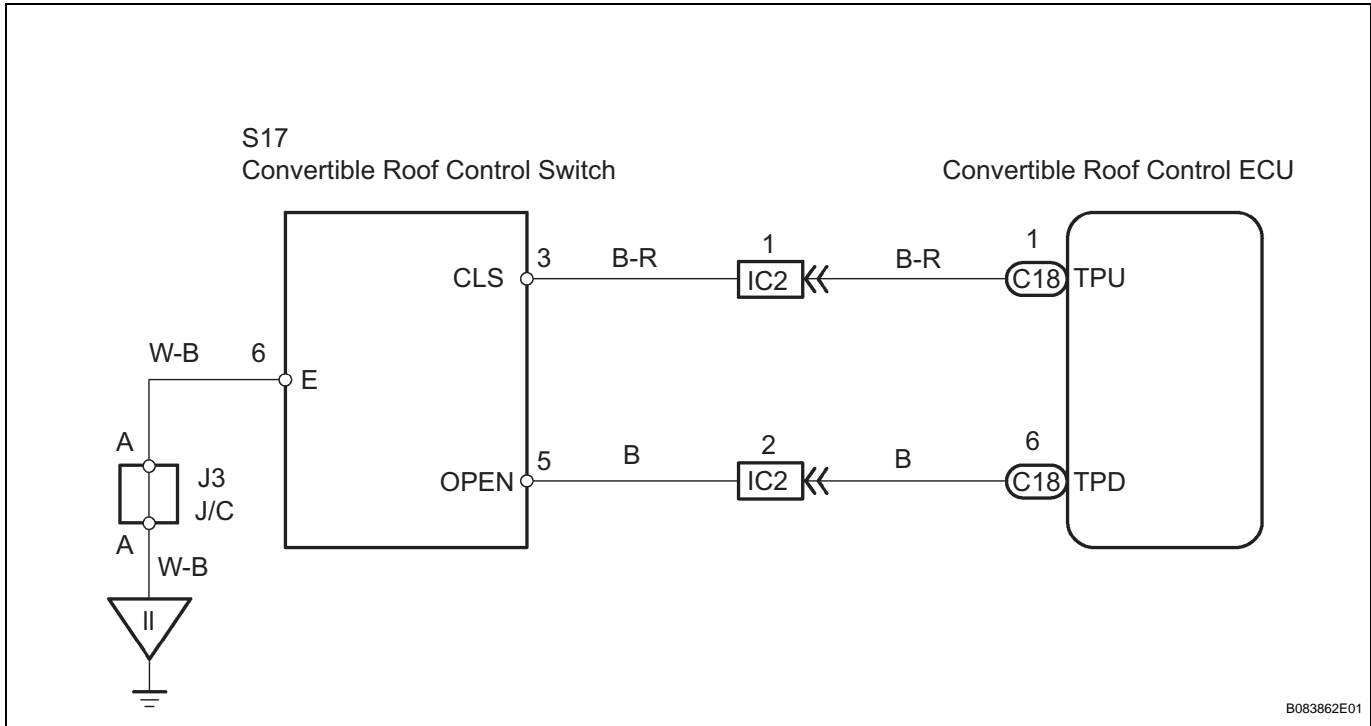 S17
Convertible Roof Control Switch
Convertible Roof Control ECU
CLS
3
B-R
1
IC2
B-R
1
C18
TPU
W-B
6
E
A
J3
J/C
A
W-B
II
OPEN
5
B
2
IC2
B
6
C18
TPD
B083862E01